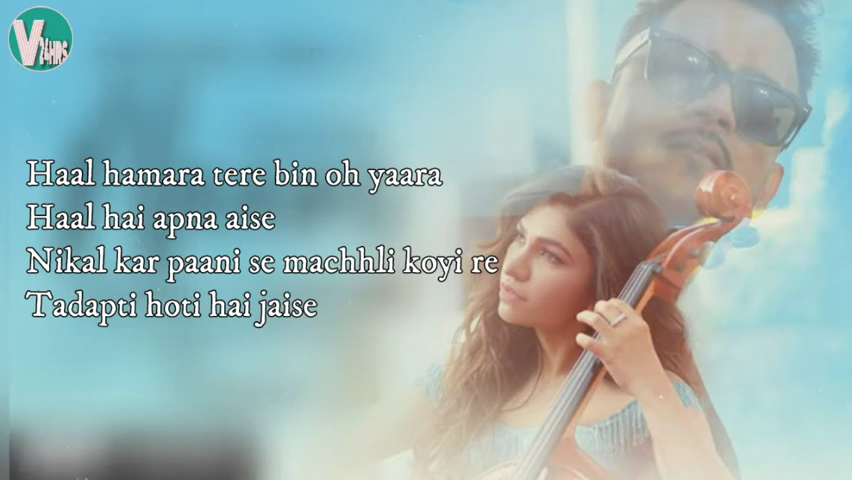 V
24HRS
Haal hamara tere bin oh yaara
Haal hai apna aise
Nikal kar paani se machhli koyi re
Tadapti hoti hai jaise